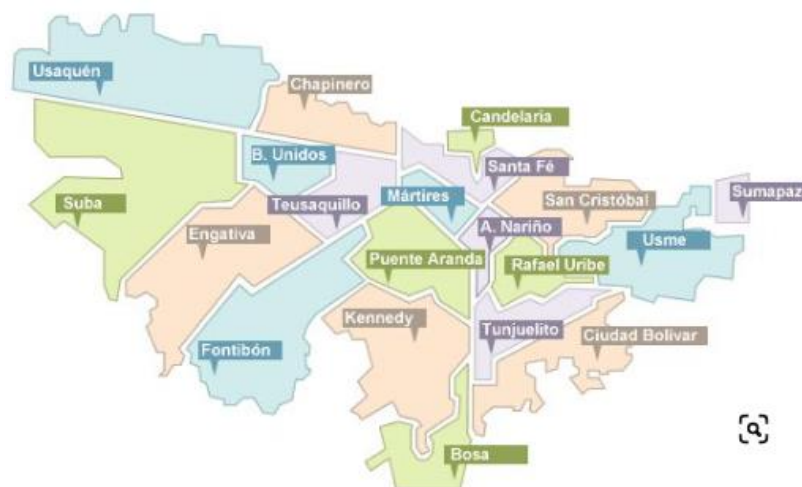 Usaquén
Chapinero
Candelaria
B. Unidos
Santa Fé
Suba
Teusaquillo
Mártires
San Cristóbal
Sumapaz
Engativa
A. Nariño
Usme
Puente Aranda
Rafael Uribe
Kennedy
Tunjuelito
Ciudad Bolivar
Fontibón
Bosa